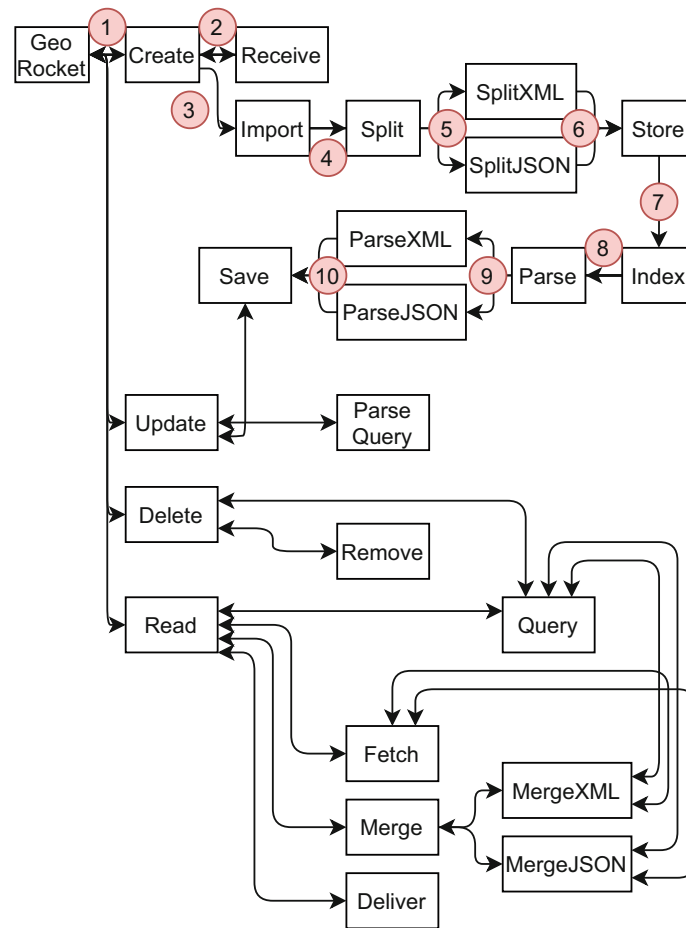 1
2
Geo
Rocket
Create
Receive
3
Import
Split
4
5
SplitXML
SplitJSON
6
Store
7
8
Save
ParseXML
ParseJSON
10
9
Parse
Index
Update
Parse
Query
Delete
Remove
Read
Query
Fetch
MergeXML
Merge
MergeJSON
Deliver